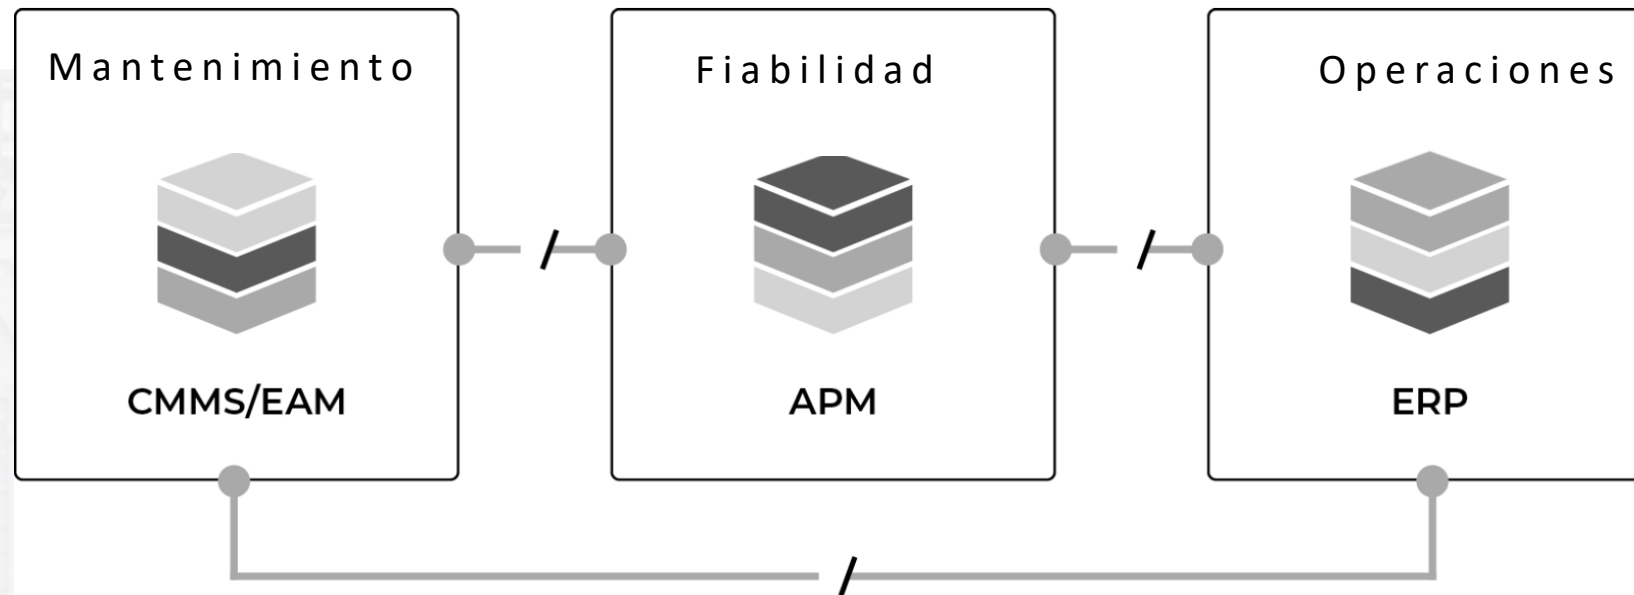 Mantenimiento
Fiabilidad
Operaciones
CMMS/EAM
APM
ERP